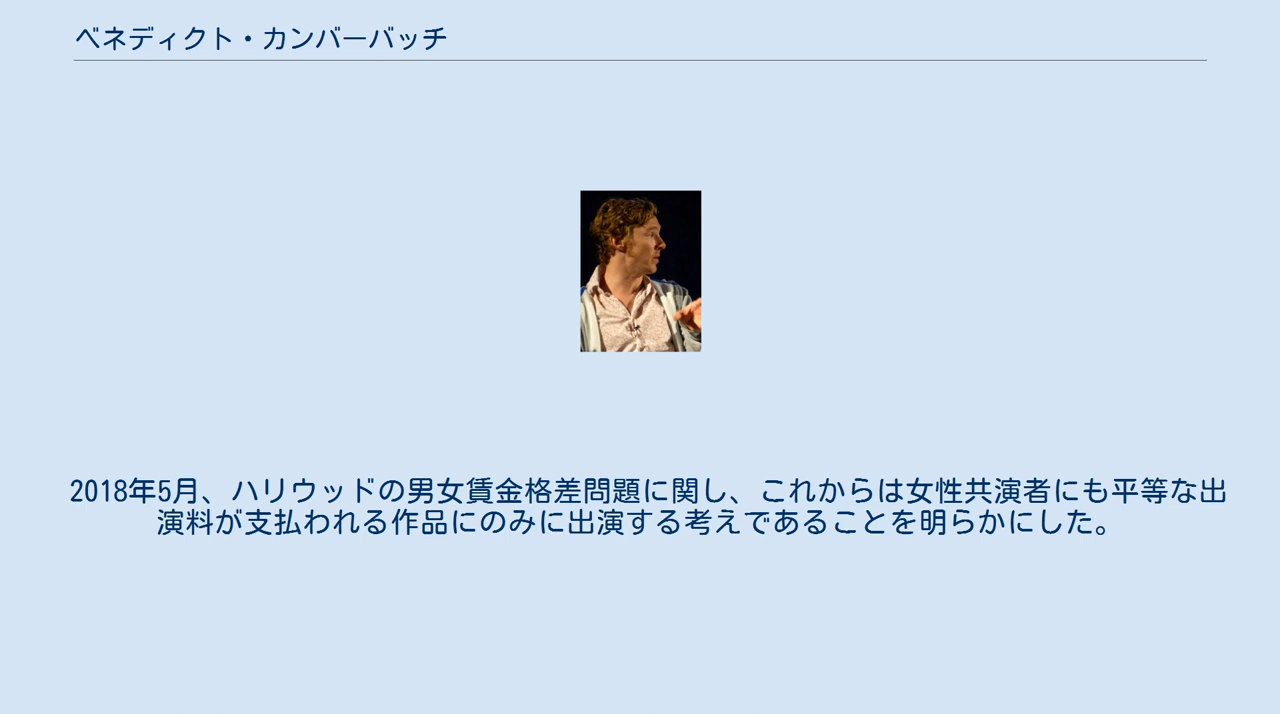 ベネディクト・カンバーバッチ
2018年5月、ハリウッドの男女賃金格差問題に関し、これからは女性共演者にも平等な出
演料が支払われる作品にのみに出演する考えであることを明らかにした。